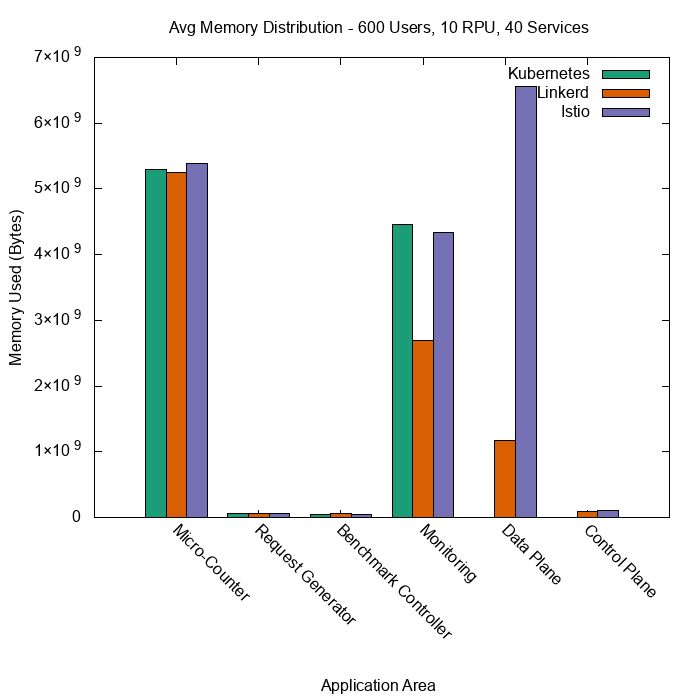 Avg Memory Distribution - 600 Users, 10 RPU, 40 Services
Kubernetes
Linkerd
Istio
7×10⁹
6×10⁹
5×10⁹
4×10⁹
3×10⁹
2×10⁹
1×10⁹
0
Memory Used (Bytes)
Micro-Counter
Request Generator
Benchmark Controller
Monitoring
Data Plane
Control Plane
Application Area